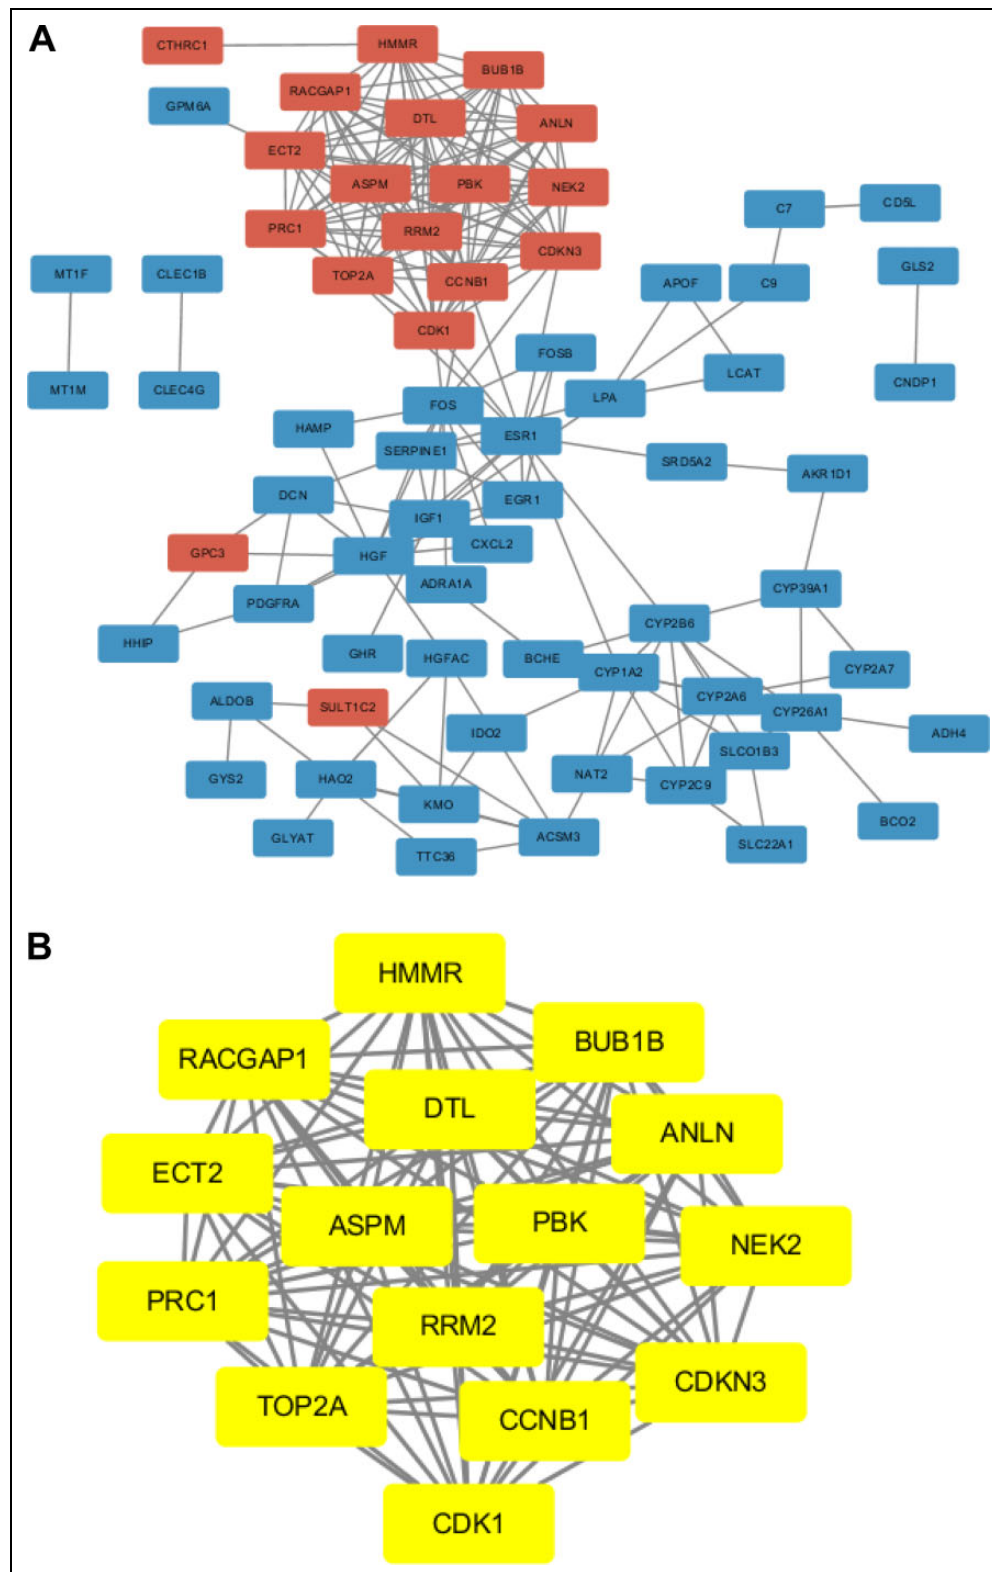 A
CTHRC1
HMMR
BUB1B
RACGAP1
GPM6A
DTL
ANLN
ECT2
ASPM
PBK
NEK2
C7
CD5L
PRC1
RRM2
CDKN3
MT1F
CLEC1B
TOP2A
CCNB1
APOF
C9
GLS2
CDK1
FOSB
LCAT
CNDP1
MT1M
CLEC4G
FOS
LPA
HAMP
ESR1
SERPINE1
SRD5A2
AKR1D1
DCN
EGR1
IGF1
CXCL2
GPC3
HGF
ADRA1A
CYP39A1
PDGFRA
CYP2B6
HHIP
GHR
HGFAC
BCHE
CYP1A2
CYP2A7
ALDOB
SULT1C2
CYP2A6
CYP26A1
IDO2
ADH4
SLCO1B3
GYS2
HAO2
NAT2
CYP2C9
KMO
BCO2
GLYAT
ACSM3
SLC22A1
TTC36
B
HMMR
BUB1B
RACGAP1
DTL
ANLN
ECT2
ASPM
PBK
NEK2
PRC1
RRM2
CDKN3
TOP2A
CCNB1
CDK1